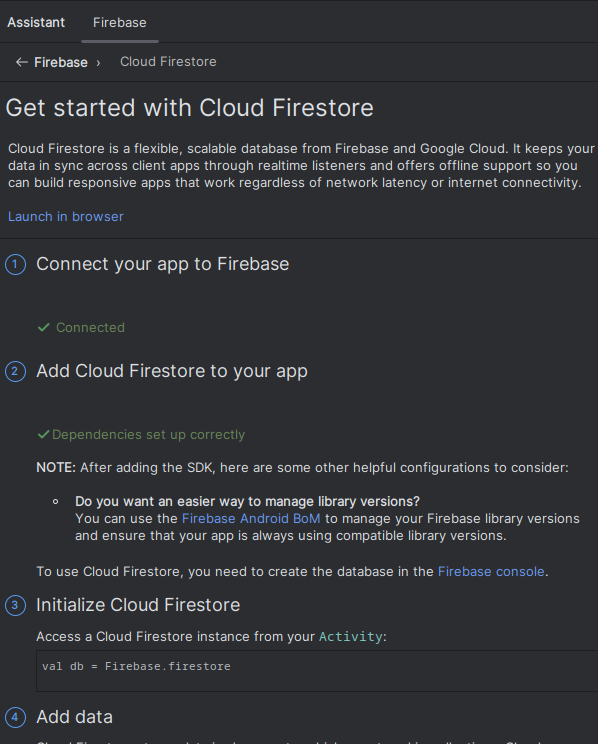 Assistant Firebase
← Firebase › Cloud Firestore
Get started with Cloud Firestore
Cloud Firestore is a flexible, scalable database from Firebase and Google Cloud. It keeps your
data in sync across client apps through realtime listeners and offers offline support so you
can build responsive apps that work regardless of network latency or internet connectivity.
Launch in browser
1 Connect your app to Firebase
✓ Connected
2 Add Cloud Firestore to your app
✓ Dependencies set up correctly
NOTE: After adding the SDK, here are some other helpful configurations to consider:
Do you want an easier way to manage library versions?
You can use the Firebase Android BoM to manage your Firebase library versions
and ensure that your app is always using compatible library versions.
To use Cloud Firestore, you need to create the database in the Firebase console.
3 Initialize Cloud Firestore
Access a Cloud Firestore instance from your Activity:
val db = Firebase.firestore
4 Add data